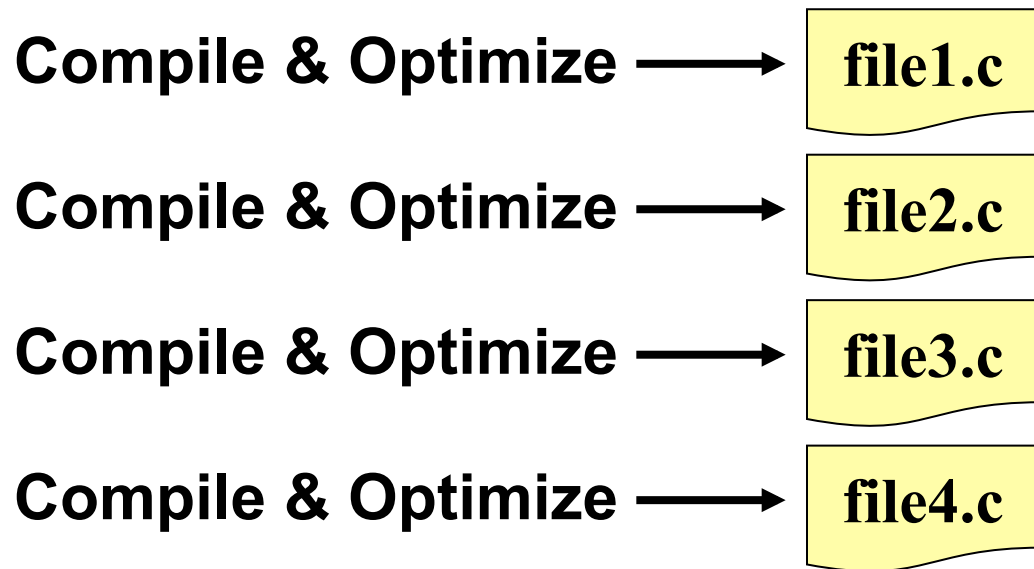 Compile & Optimize file1.c
Compile & Optimize file2.c
Compile & Optimize file3.c
Compile & Optimize file4.c